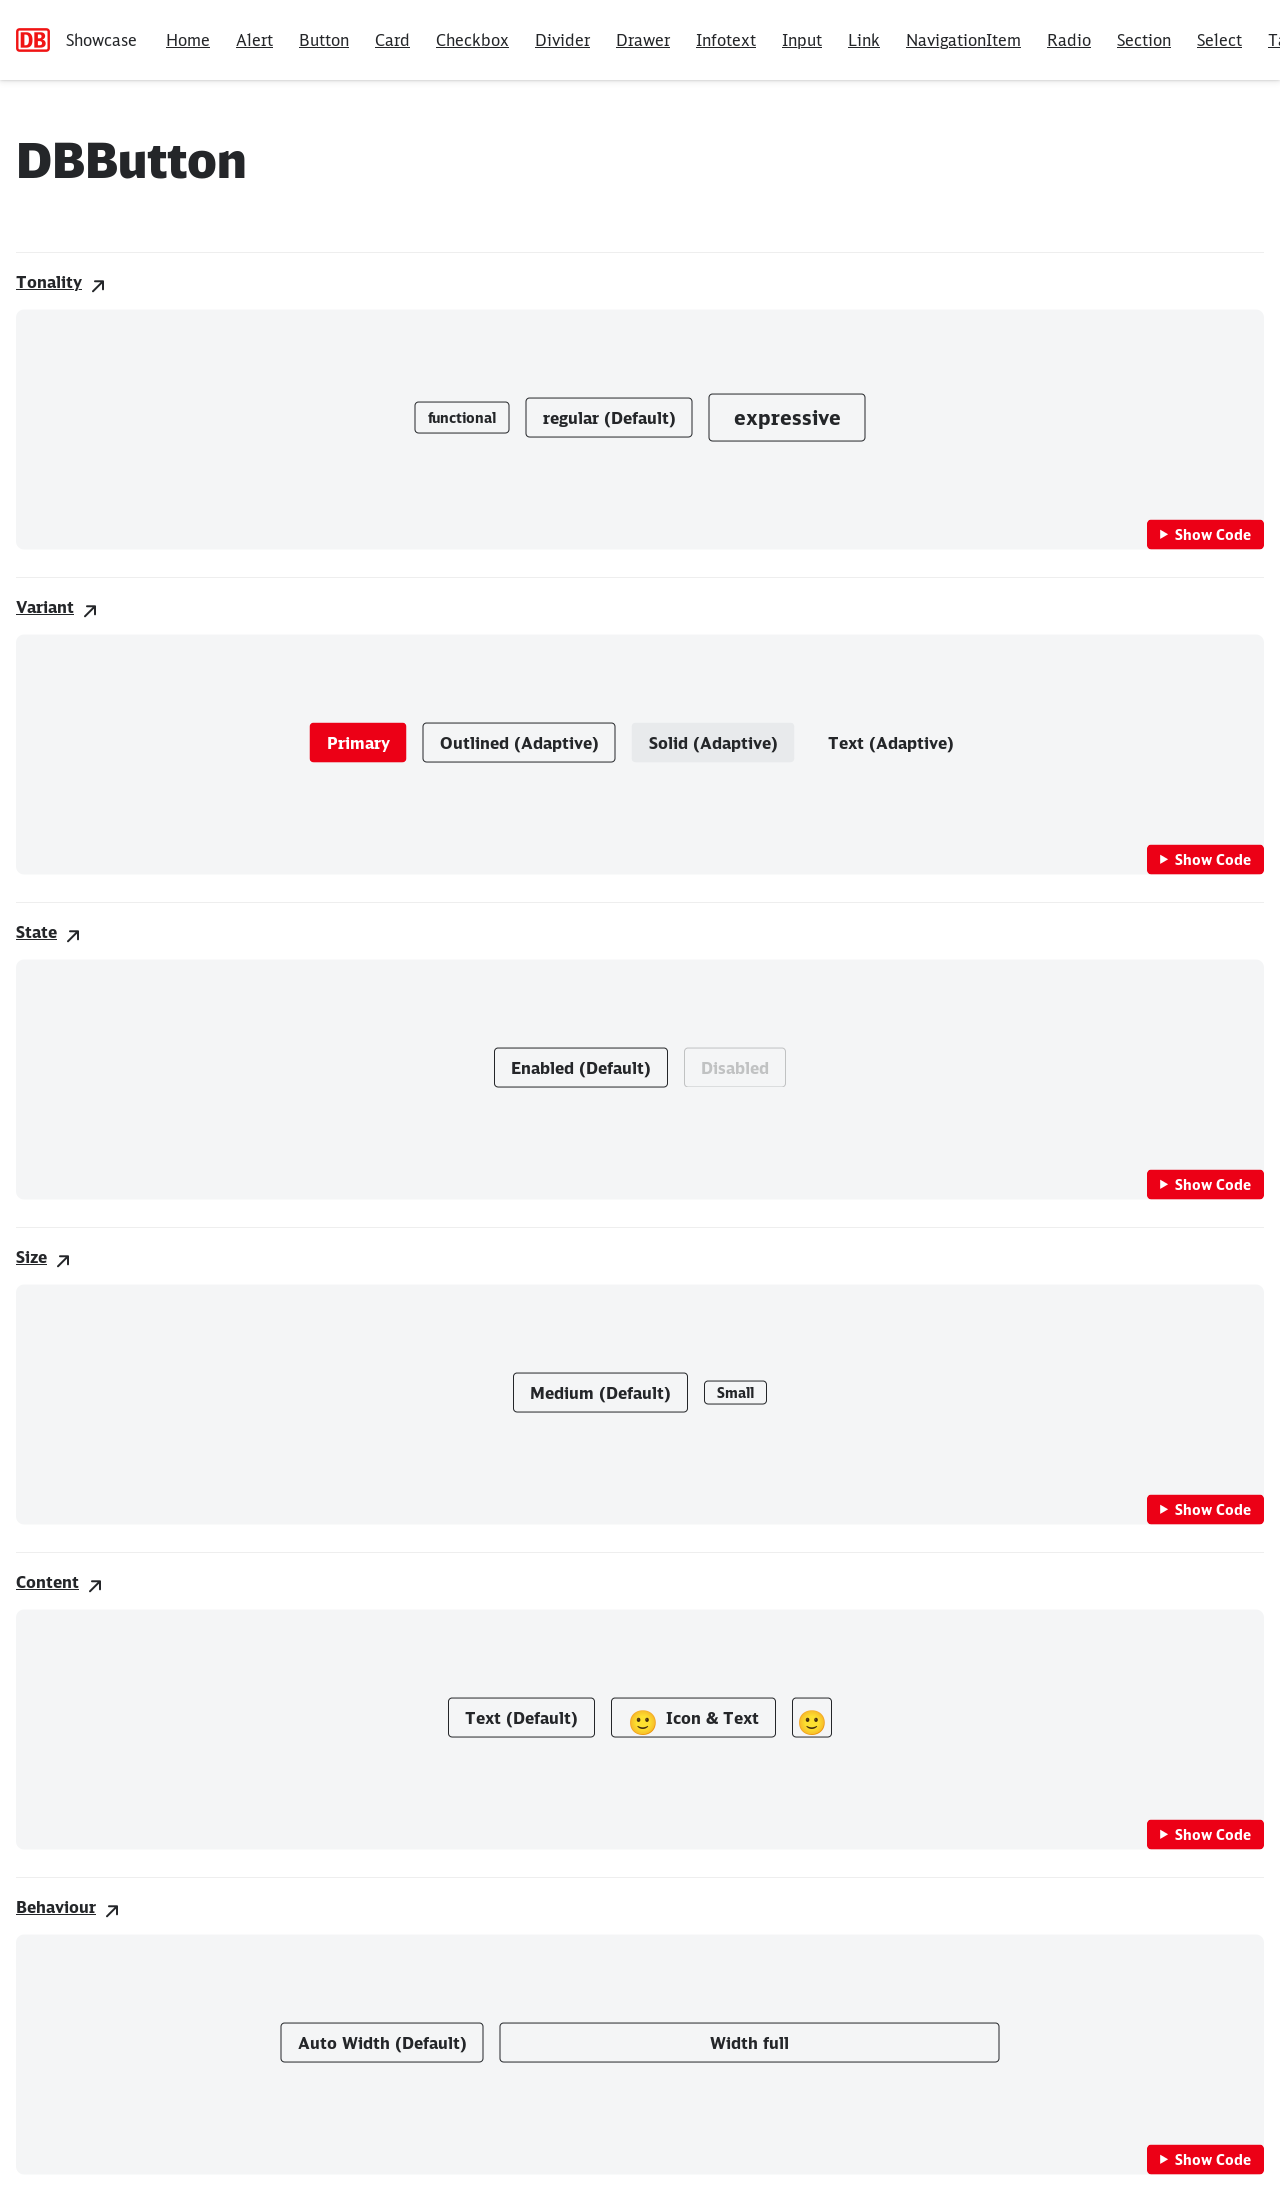 DB Showcase Home Alert Button Card Checkbox Divider Drawer Infotext Input Link NavigationItem Radio Section Select
DBButton
Tonality
functional regular (Default) expressive
Show Code
Variant
Primary Outlined (Adaptive) Solid (Adaptive) Text (Adaptive)
Show Code
State
Enabled (Default) Disabled
Show Code
Size
Medium (Default) Small
Show Code
Content
Text (Default) 🙂 Icon & Text 🙂
Show Code
Behaviour
Auto Width (Default) Width full
Show Code